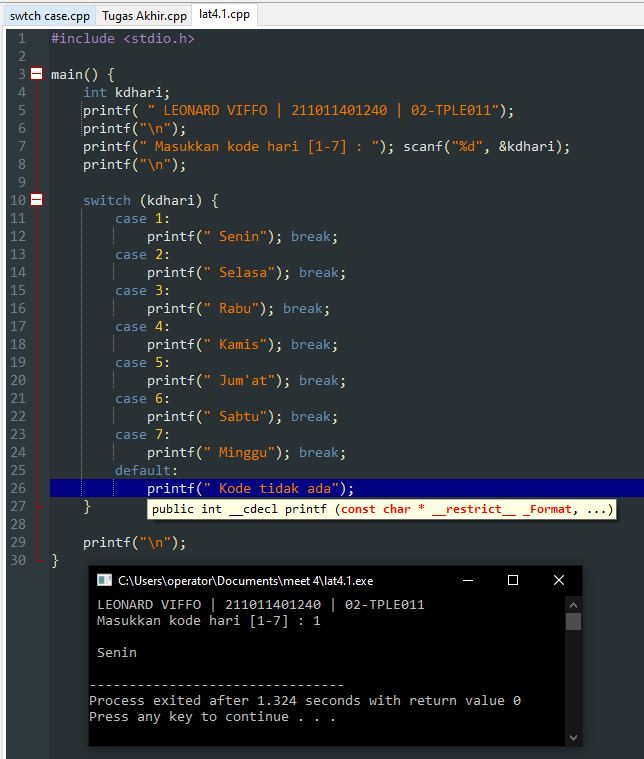 swtch case.cpp Tugas Akhir.cpp lat4.1.cpp
1 #include <stdio.h>
2
3 main() {
4 int kdhari;
5 printf( " LEONARD VIFFO | 211011401240 | 02-TPLE011");
6 printf("\n");
7 printf(" Masukkan kode hari [1-7] : "); scanf("%d", &kdhari);
8 printf("\n");
9
10 switch (kdhari) {
11 case 1:
12 printf(" Senin"); break;
13 case 2:
14 printf(" Selasa"); break;
15 case 3:
16 printf(" Rabu"); break;
17 case 4:
18 printf(" Kamis"); break;
19 case 5:
20 printf(" Jum'at"); break;
21 case 6:
22 printf(" Sabtu"); break;
23 case 7:
24 printf(" Minggu"); break;
25 default:
26 printf(" Kode tidak ada");
27 }
public int __cdecl printf (const char * __restrict__ _Format, ...)
28
29 printf("\n");
30 }
C:\Users\operator\Documents\meet 4\lat4.1.exe
LEONARD VIFFO | 211011401240 | 02-TPLE011
Masukkan kode hari [1-7] : 1
Senin
--------------------------------
Process exited after 1.324 seconds with return value 0
Press any key to continue . . .